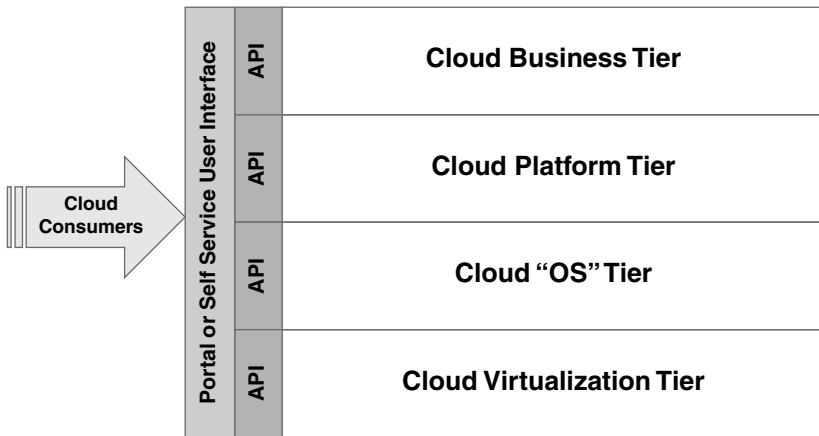 Cloud
Consumers
Portal or Self Service User Interface
API
Cloud Business Tier
API
Cloud Platform Tier
API
Cloud “OS” Tier
API
Cloud Virtualization Tier